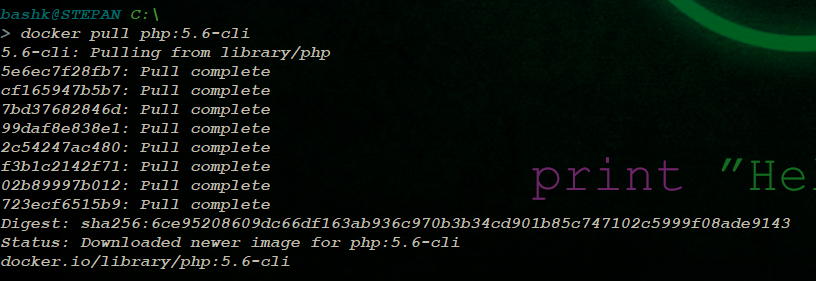 bashk@STEPAN C:\
> docker pull php:5.6-cli
5.6-cli: Pulling from library/php
5e6ec7f28fb7: Pull complete
cf165947b5b7: Pull complete
7bd37682846d: Pull complete
99daf8e838e1: Pull complete
2c54247ac480: Pull complete
f3b1c2142f71: Pull complete
02b89997b012: Pull complete
723ecf6515b9: Pull complete
Digest: sha256:6ce95208609dc66df163ab936c970b3b34cd901b85c747102c5999f08ade9143
Status: Downloaded newer image for php:5.6-cli
docker.io/library/php:5.6-cli
print "Hel